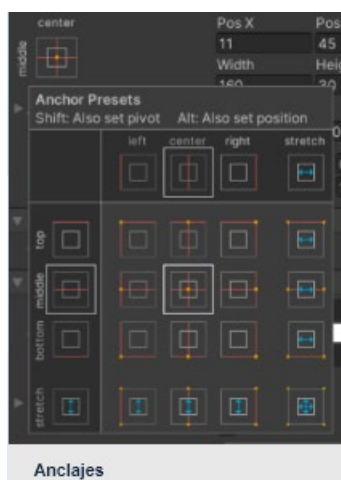 center Pos X Pos
middle 11 45
Width Heig
160 30
Anchor Presets
Shift: Also set pivot Alt: Also set position
left center right stretch
top
middle
bottom
stretch
Anclajes